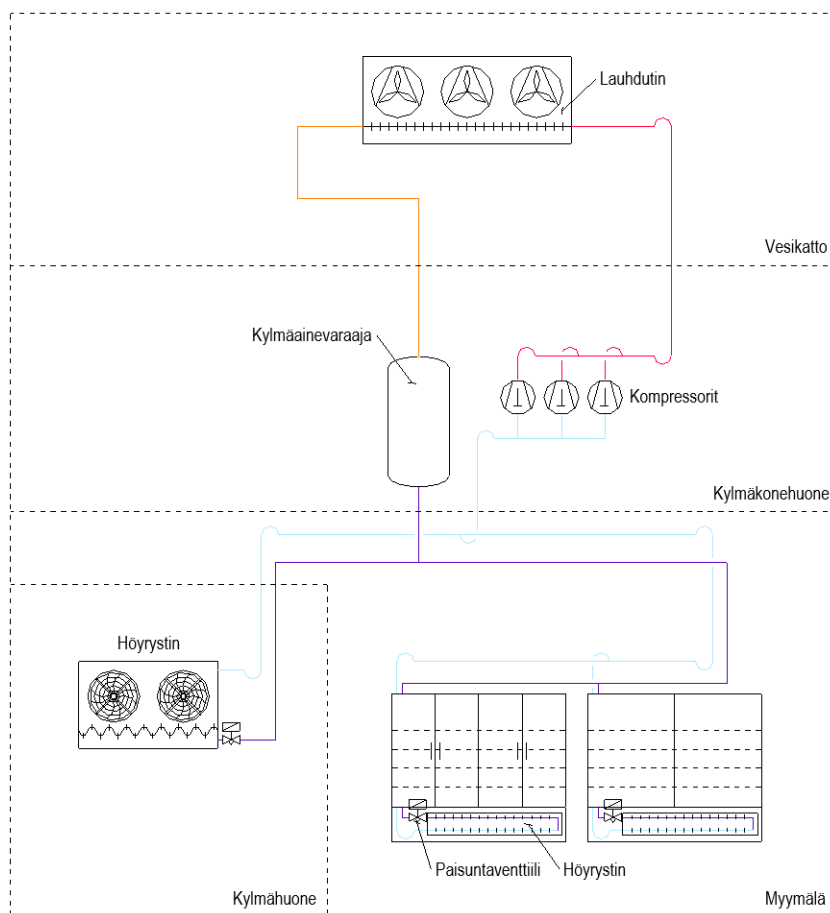 Lauhdutin
Vesikatto
Kylmäainevaraaja
Kompressorit
Kylmäkonehuone
Höyrystin
Paisuntaventtiili
Höyrystin
Kylmähuone
Myymälä